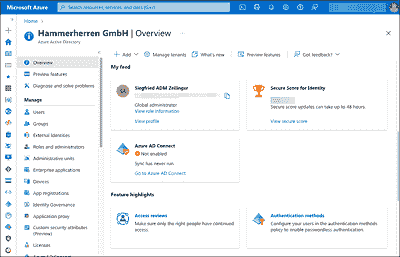 Microsoft Azure
Search resources, services, and docs (G+/)
Home >
Hammerherren GmbH | Overview
Azure Active Directory
Add
Manage tenants
What's new
Preview features
Got feedback?
Overview
Preview features
Diagnose and solve problems
Manage
Users
Groups
External Identities
Roles and administrators
Administrative units
Enterprise applications
Devices
App registrations
Identity Governance
Application proxy
Custom security attributes
(Preview)
Licenses
My feed
Siegfried ADM Zeilinger
Global administrator
View role information
View profile
Secure Score for Identity
Secure score updates can take up to 48 hours.
View secure score
Azure AD Connect
Not enabled
Sync has never run
Go to Azure AD Connect
Feature highlights
Access reviews
Make sure only the right people have continued
access.
Authentication methods
Configure your users in the authentication methods
policy to enable passwordless authentication.